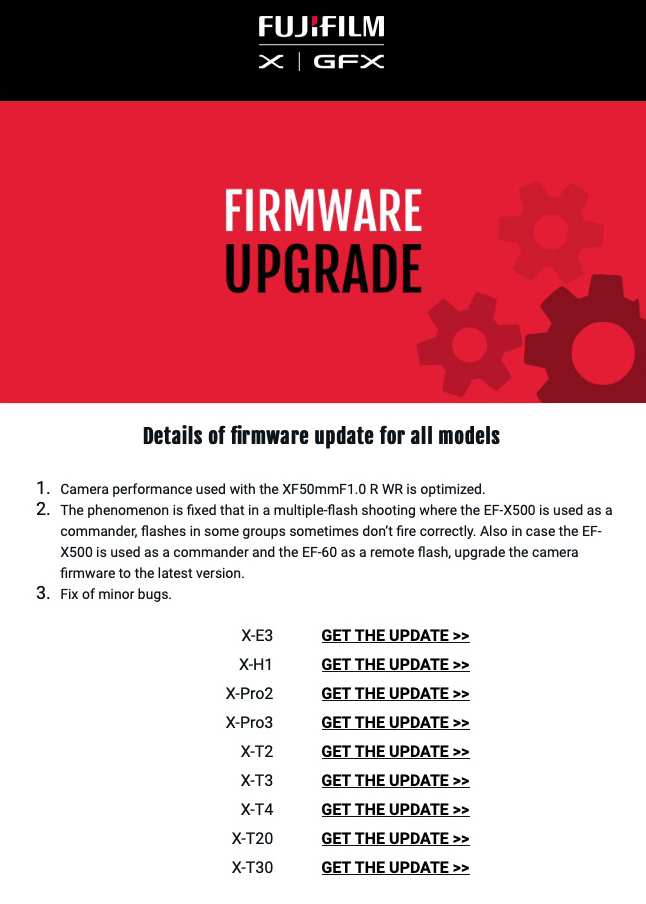 FUJIFILM
X | GFX
FIRMWARE
UPGRADE
Details of firmware update for all models
1. Camera performance used with the XF50mmF1.0 R WR is optimized.
2. The phenomenon is fixed that in a multiple-flash shooting where the EF-X500 is used as a
commander, flashes in some groups sometimes don’t fire correctly. Also in case the EF-
X500 is used as a commander and the EF-60 as a remote flash, upgrade the camera
firmware to the latest version.
3. Fix of minor bugs.
X-E3 GET THE UPDATE >>
X-H1 GET THE UPDATE >>
X-Pro2 GET THE UPDATE >>
X-Pro3 GET THE UPDATE >>
X-T2 GET THE UPDATE >>
X-T3 GET THE UPDATE >>
X-T4 GET THE UPDATE >>
X-T20 GET THE UPDATE >>
X-T30 GET THE UPDATE >>